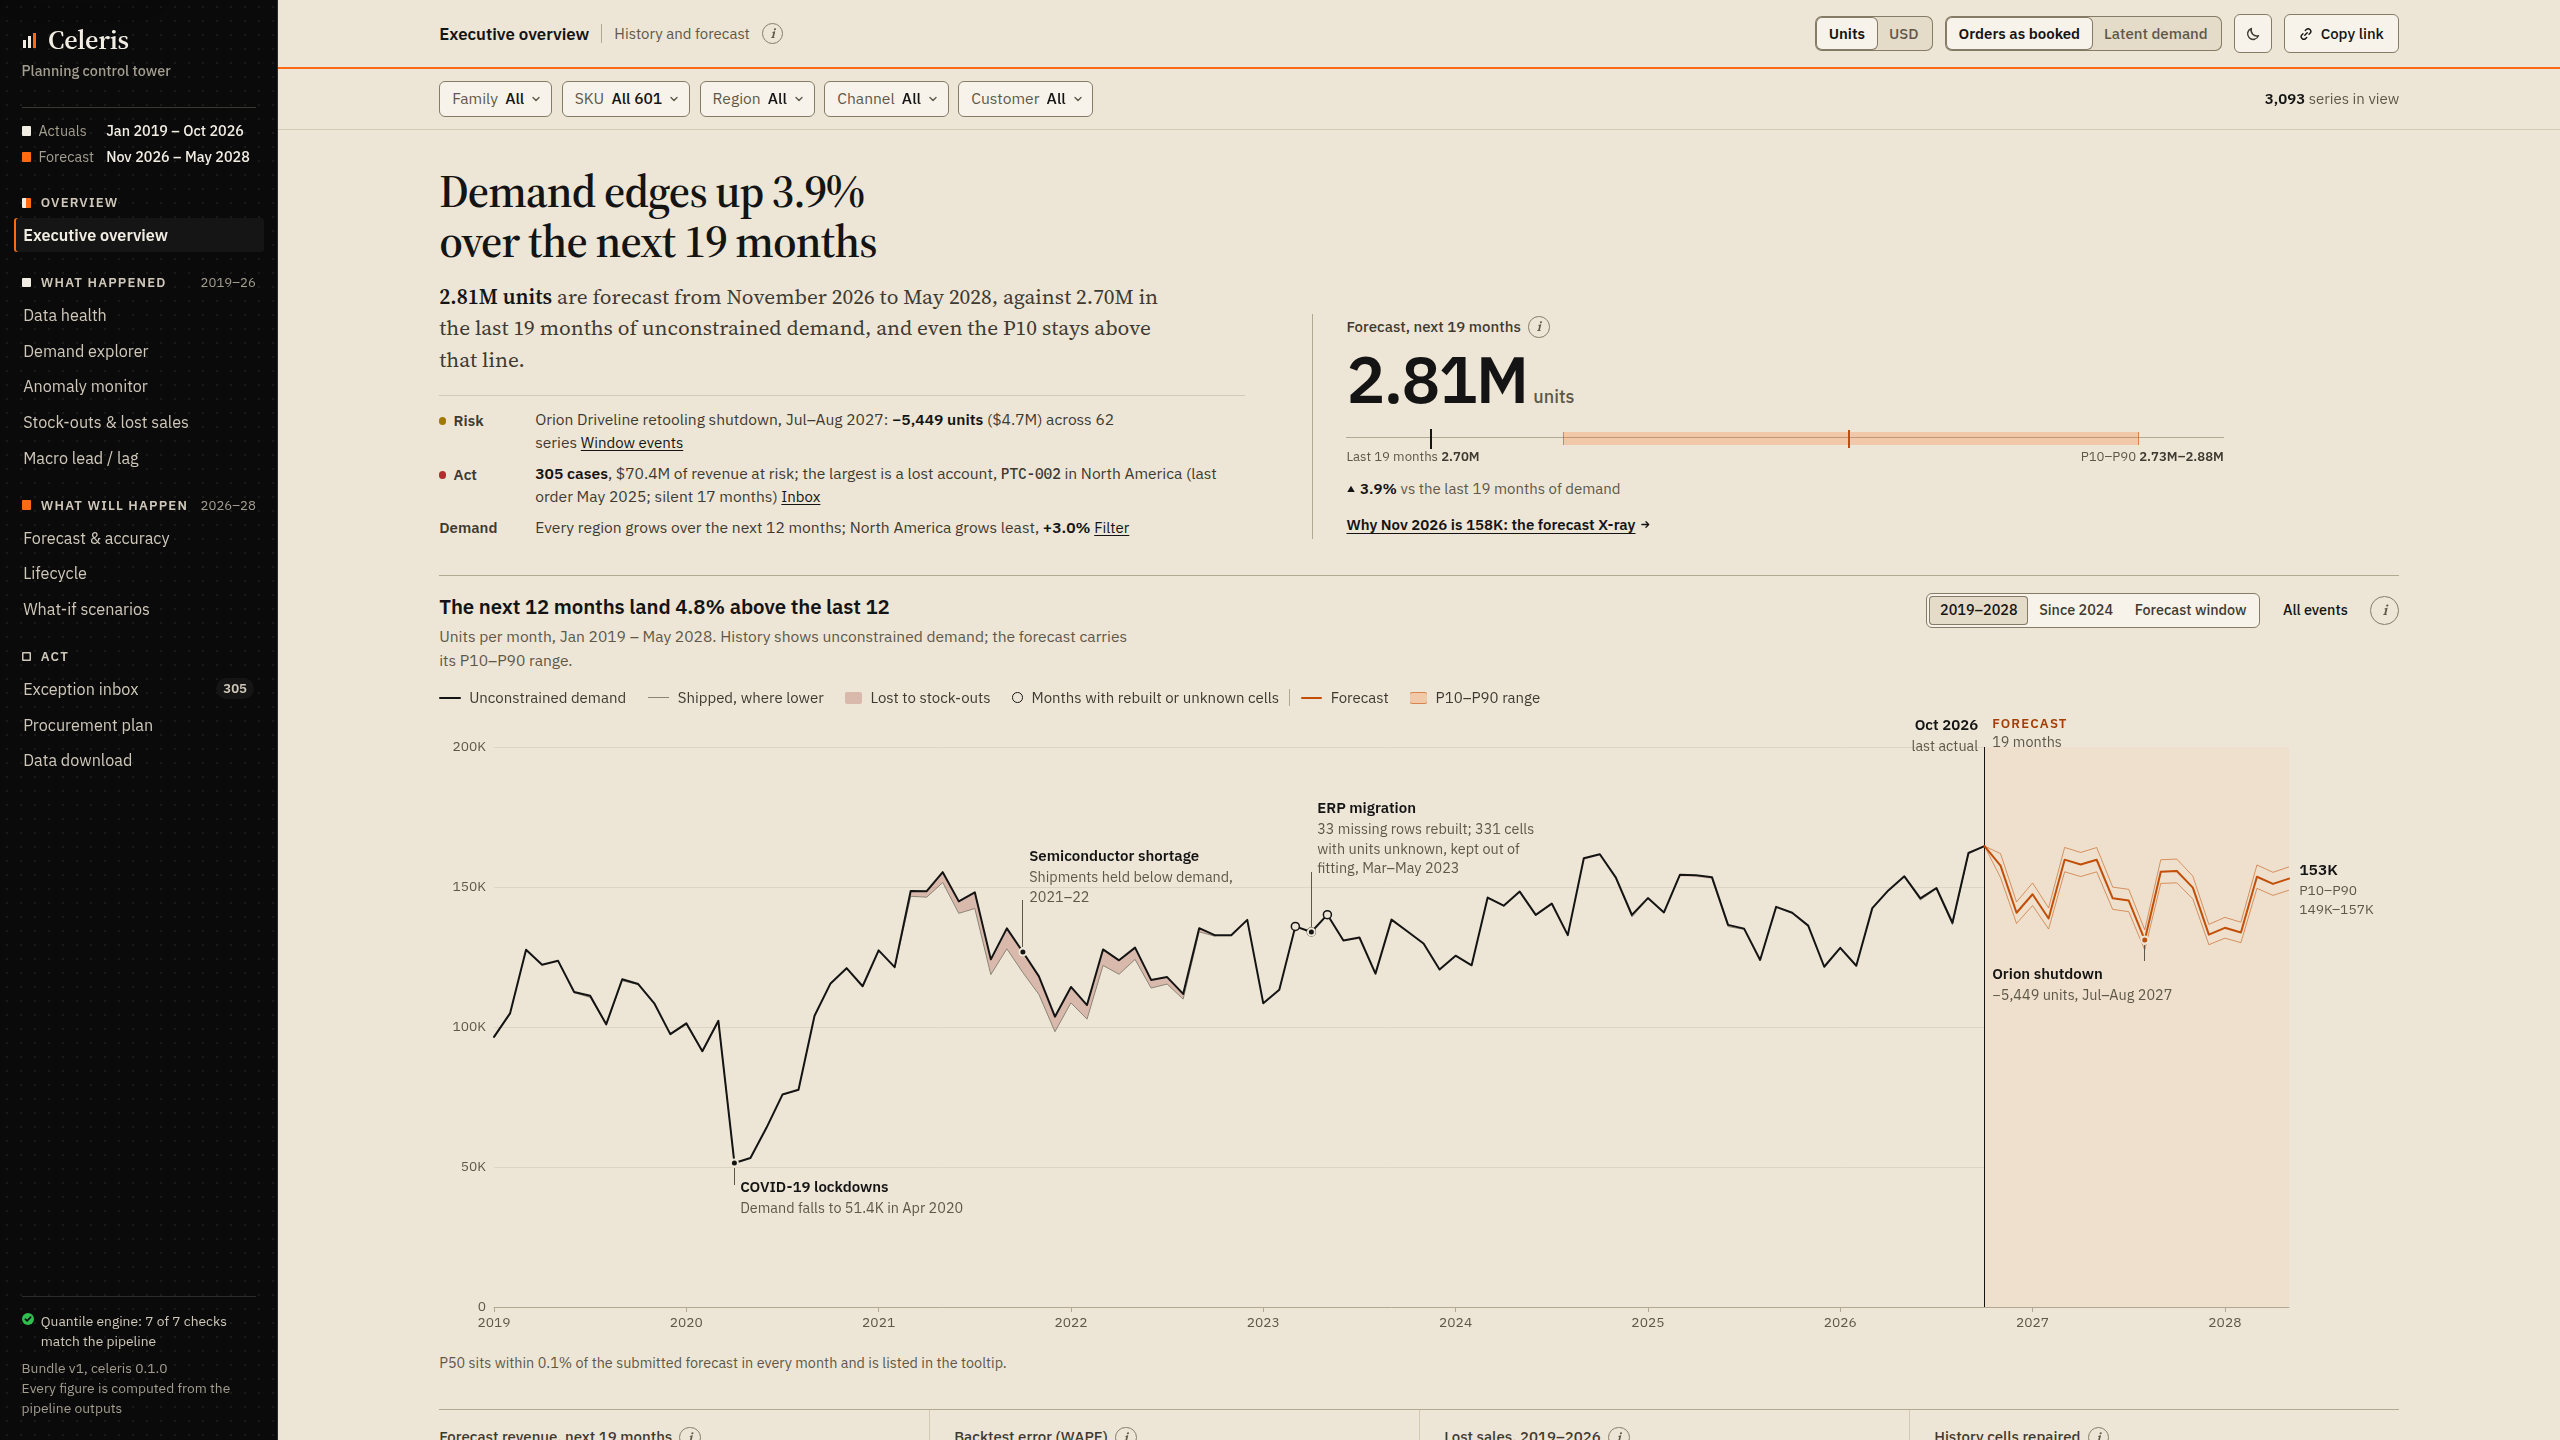 Celeris
Planning control tower
Actuals Jan 2019 – Oct 2026
Forecast Nov 2026 – May 2028
OVERVIEW
Executive overview
WHAT HAPPENED 2019–26
Data health
Demand explorer
Anomaly monitor
Stock-outs & lost sales
Macro lead / lag
WHAT WILL HAPPEN 2026–28
Forecast & accuracy
Lifecycle
What-if scenarios
ACT
Exception inbox 305
Procurement plan
Data download
Quantile engine: 7 of 7 checks
match the pipeline
Bundle v1, celeris 0.1.0
Every figure is computed from the
pipeline outputs
Executive overview History and forecast i
Units USD Orders as booked Latent demand Copy link
Family All SKU All 601 Region All Channel All Customer All
3,093 series in view
Demand edges up 3.9%
over the next 19 months
2.81M units are forecast from November 2026 to May 2028, against 2.70M in
the last 19 months of unconstrained demand, and even the P10 stays above
that line.
Risk Orion Driveline retooling shutdown, Jul–Aug 2027: −5,449 units ($4.7M) across 62
series Window events
Act 305 cases, $70.4M of revenue at risk; the largest is a lost account, PTC-002 in North America (last
order May 2025; silent 17 months) Inbox
Demand Every region grows over the next 12 months; North America grows least, +3.0% Filter
Forecast, next 19 months i
2.81M units
Last 19 months 2.70M P10–P90 2.73M–2.88M
▲ 3.9% vs the last 19 months of demand
Why Nov 2026 is 158K: the forecast X-ray →
The next 12 months land 4.8% above the last 12
Units per month, Jan 2019 – May 2028. History shows unconstrained demand; the forecast carries
its P10–P90 range.
2019–2028 Since 2024 Forecast window All events i
Unconstrained demand Shipped, where lower Lost to stock-outs Months with rebuilt or unknown cells Forecast P10–P90 range
Oct 2026
last actual
FORECAST
19 months
200K
150K
100K
50K
0
ERP migration
33 missing rows rebuilt; 331 cells
with units unknown, kept out of
fitting, Mar–May 2023
Semiconductor shortage
Shipments held below demand,
2021–22
153K
P10–P90
149K–157K
Orion shutdown
−5,449 units, Jul–Aug 2027
COVID-19 lockdowns
Demand falls to 51.4K in Apr 2020
2019 2020 2021 2022 2023 2024 2025 2026 2027 2028
P50 sits within 0.1% of the submitted forecast in every month and is listed in the tooltip.
Forecast revenue, next 19 months i
Backtest error (WAPE) i
Lost sales, 2019–2026 i
History cells repaired i